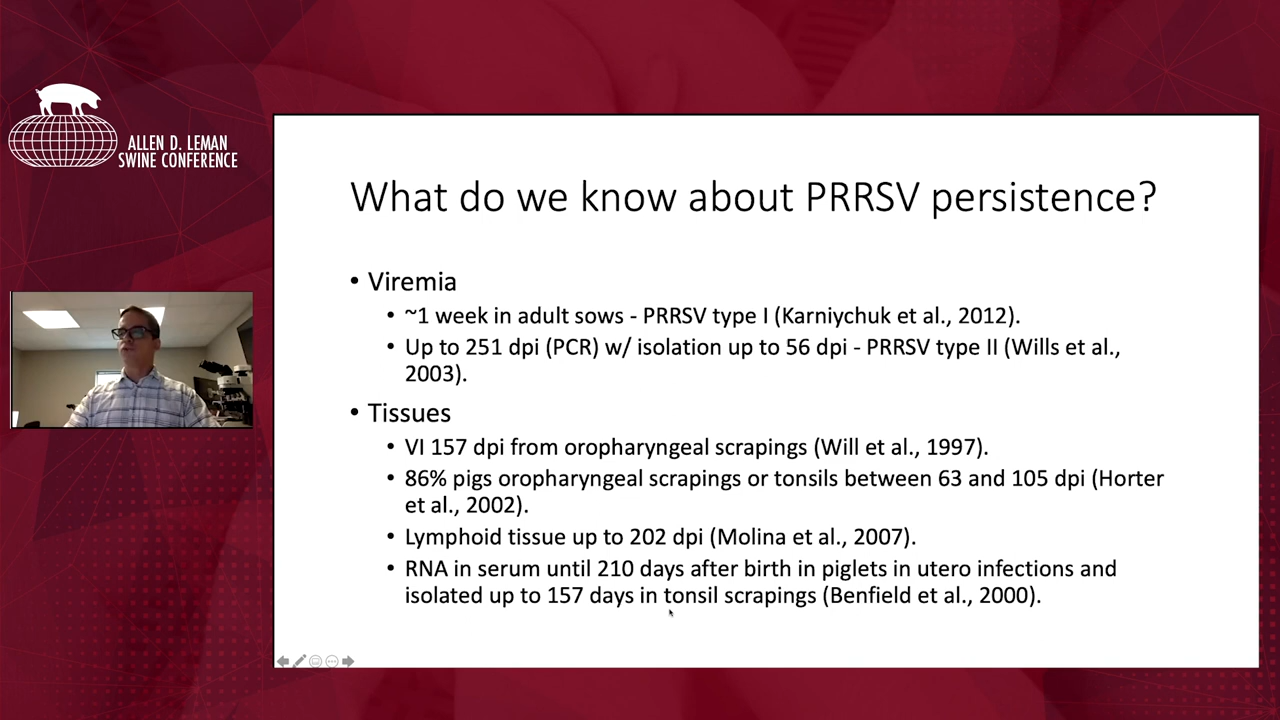 ALLEN D. LEMAN
SWINE CONFERENCE
What do we know about PRRSV persistence?
• Viremia
• ~1 week in adult sows - PRRSV type I (Karniychuk et al., 2012).
• Up to 251 dpi (PCR) w/ isolation up to 56 dpi - PRRSV type II (Wills et al.,
2003).
• Tissues
• VI 157 dpi from oropharyngeal scrapings (Will et al., 1997).
• 86% pigs oropharyngeal scrapings or tonsils between 63 and 105 dpi (Horter
et al., 2002).
• Lymphoid tissue up to 202 dpi (Molina et al., 2007).
• RNA in serum until 210 days after birth in piglets in utero infections and
isolated up to 157 days in tonsil scrapings (Benfield et al., 2000).